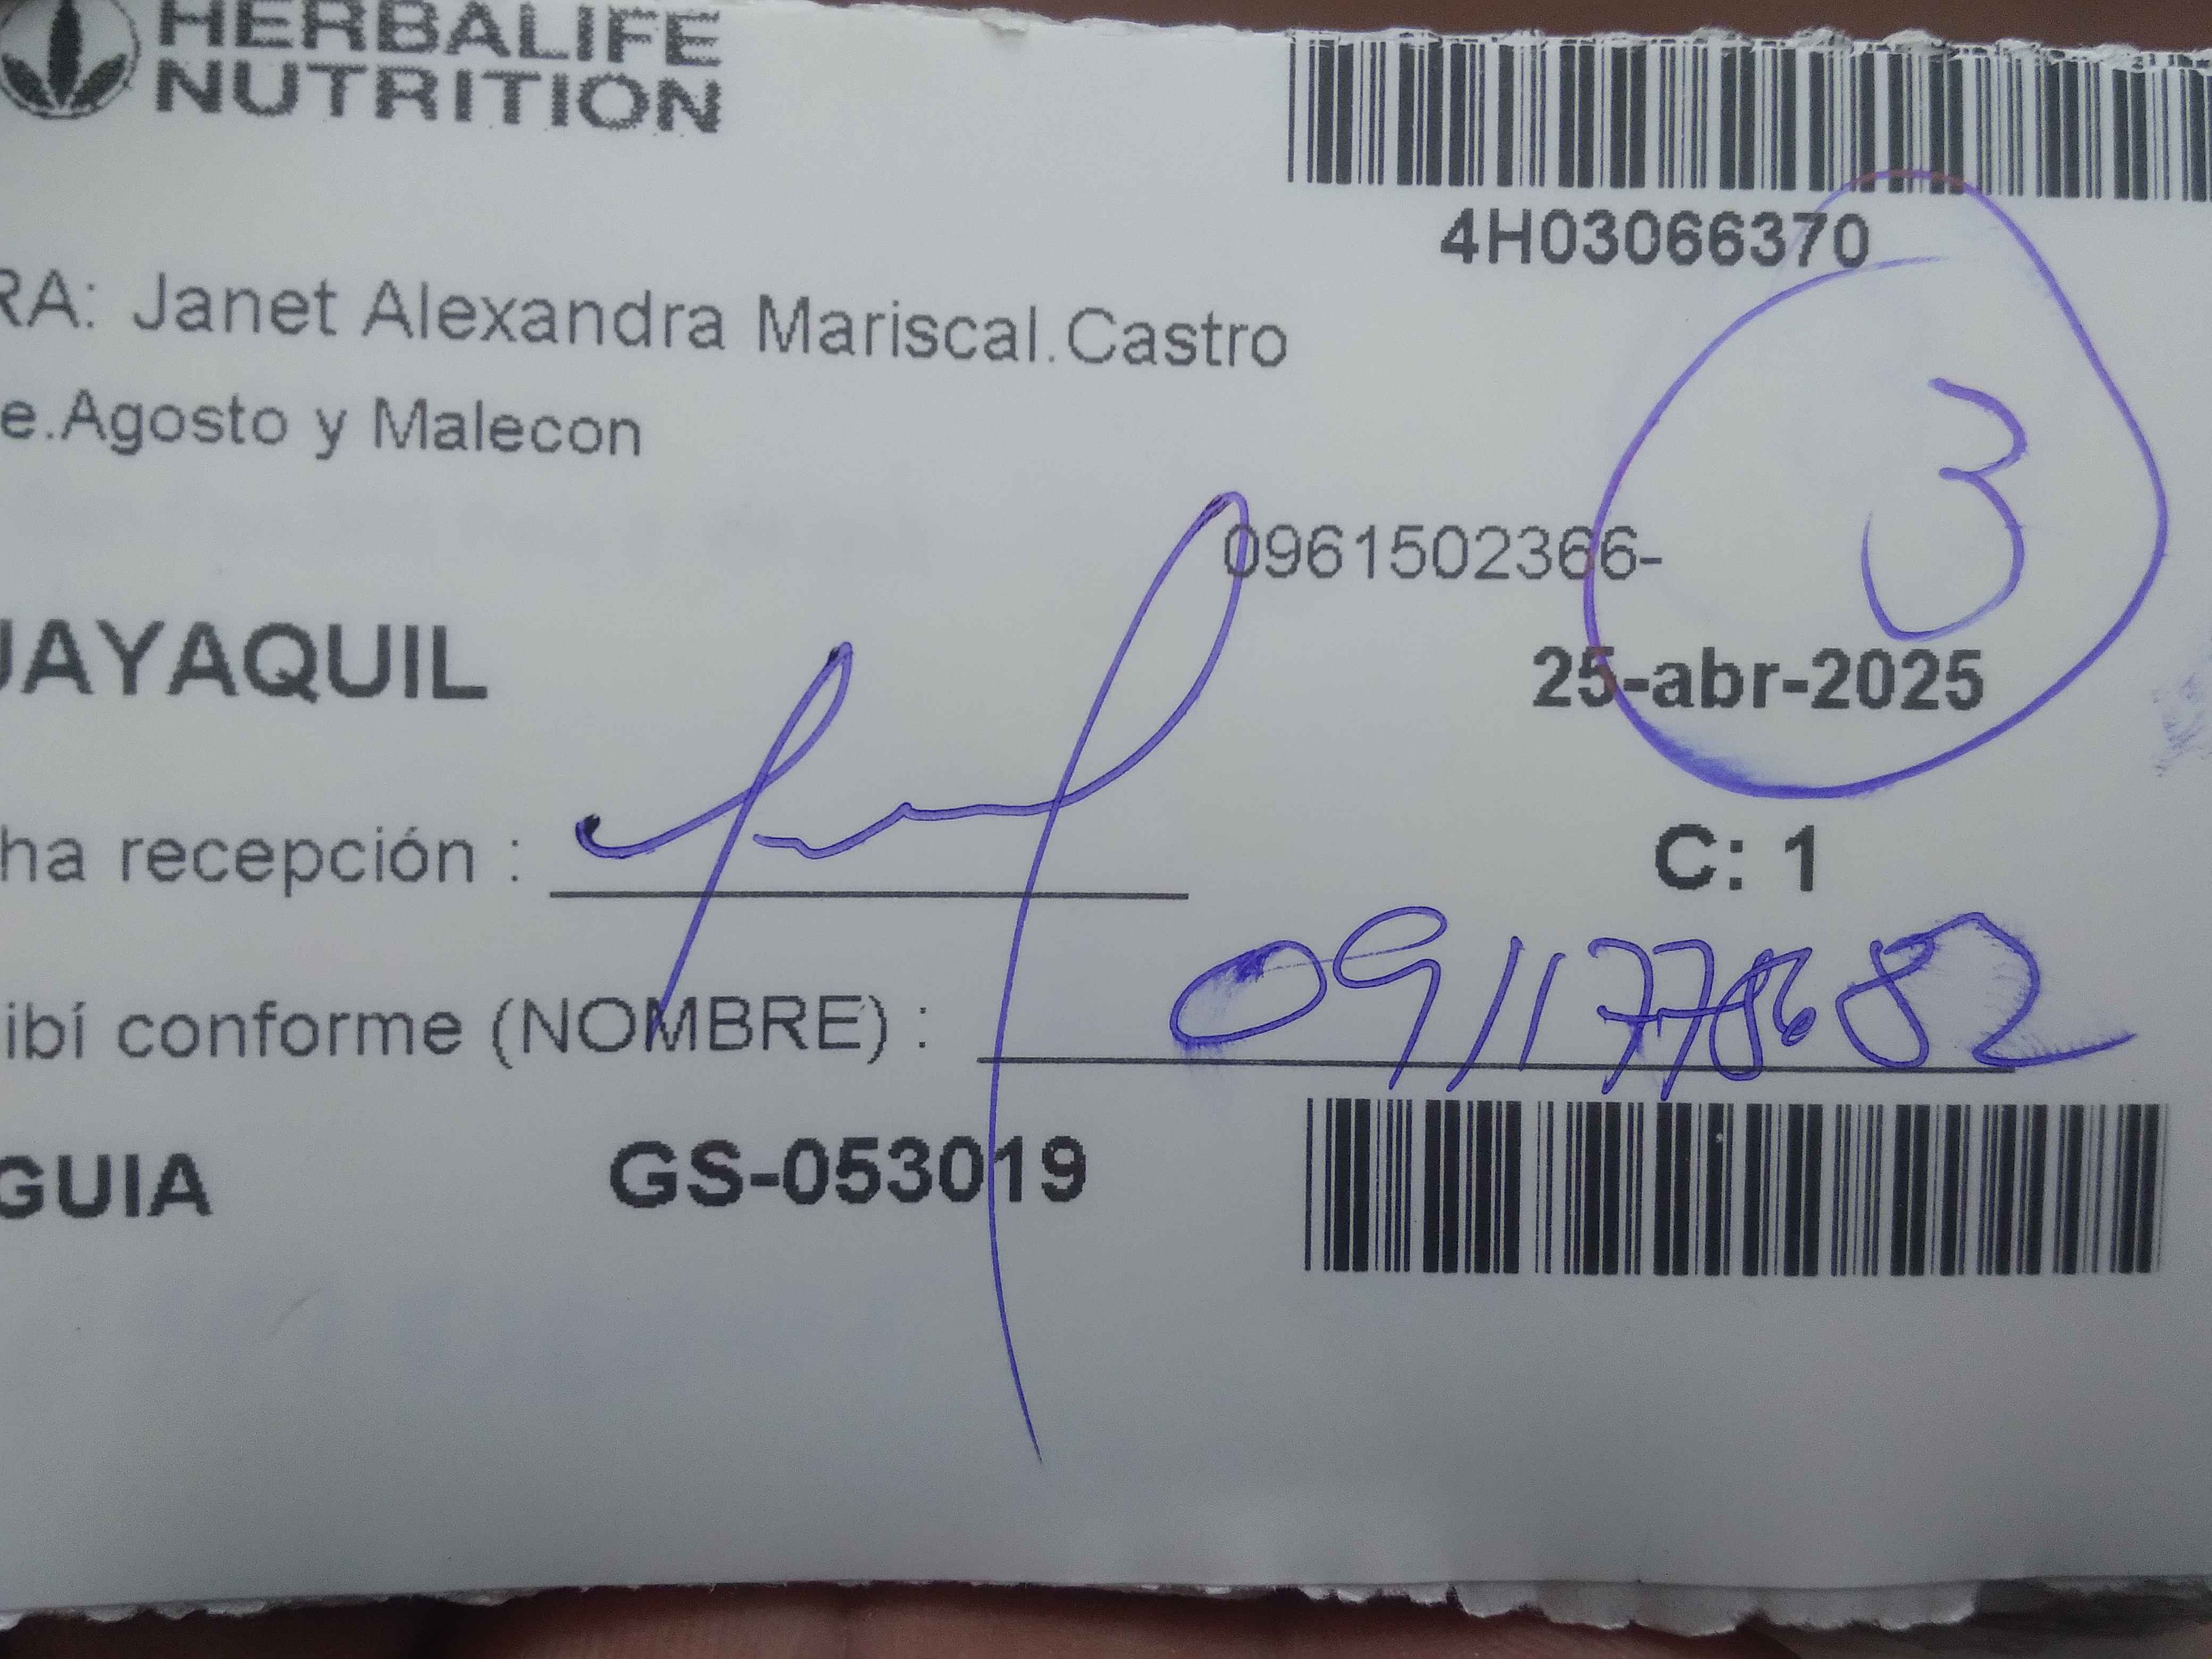 HERBALIFE
NUTRITION
4H03066370
RA: Janet Alexandra Mariscal.Castro
e.Agosto y Malecon
3
0961502366-
UAYAQUIL
25-abr-2025
ha recepción :
C: 1
ibí conforme (NOMBRE) :
GUIA GS-053019